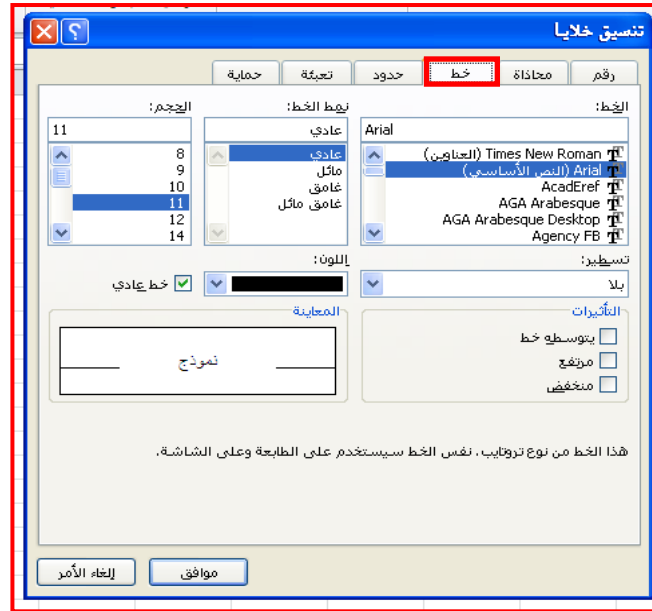 تنسيق خلايا
رقم محاذاة خط حدود تعبئة حماية
الخط: نمط الخط: الحجم:
Arial عادي 11
Times New Roman (العناوين) عادي 8
Arial (النص الأساسي) مائل 9
AcadEref غامق 10
AGA Arabesque غامق مائل 11
AGA Arabesque Desktop 12
Agency FB 14
تسطير: اللون:
بلا خط عادي
التأثيرات المعاينة
يتوسطه خط
مرتفع
منخفض
نموذج
هذا الخط من نوع تروتايب. نفس الخط سيستخدم على الطابعة وعلى الشاشة.
موافق إلغاء الأمر